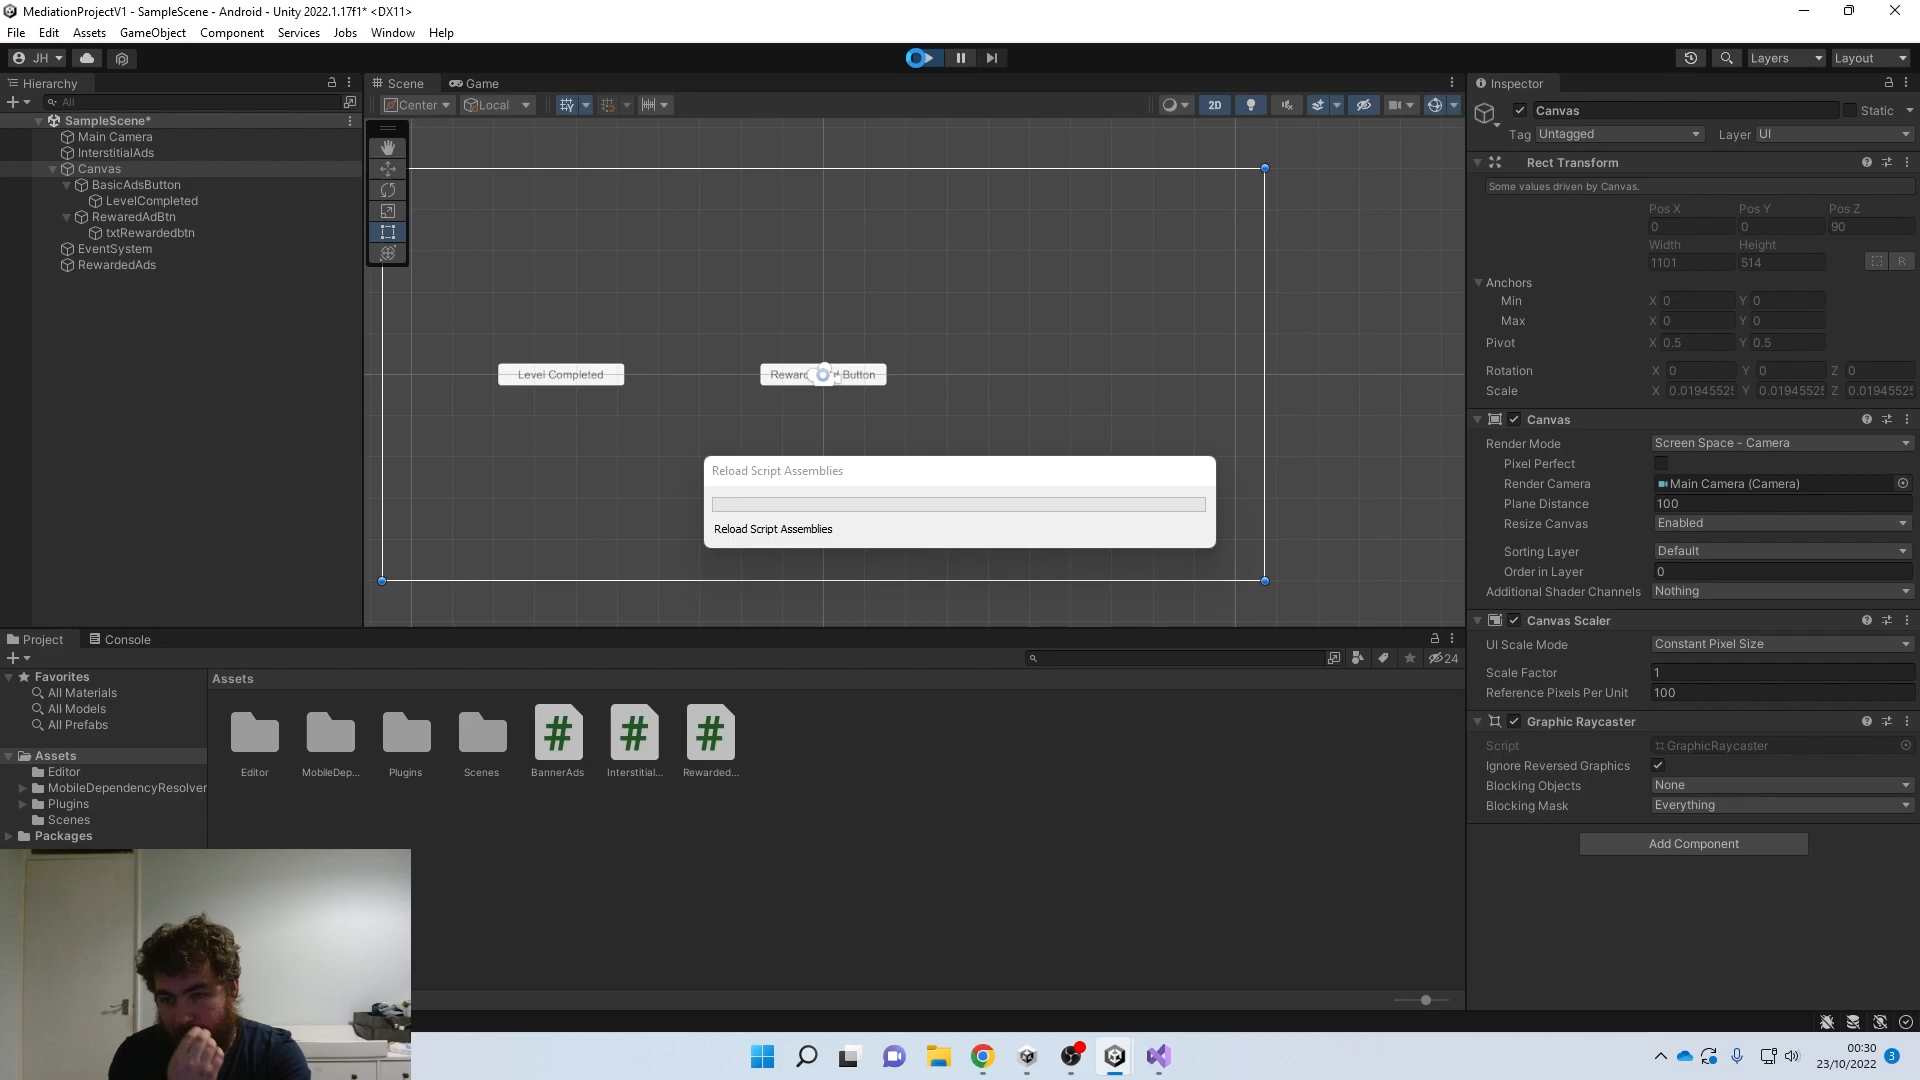 MediationProjectV1 - SampleScene - Android - Unity 2022.1.17f1* <DX11>
File Edit Assets GameObject Component Services Jobs Window Help
JH Layers Layout
Hierarchy
All
SampleScene*
Main Camera
InterstitialAds
Canvas
BasicAdsButton
LevelCompleted
RewaredAdBtn
txtRewardedbtn
EventSystem
RewardedAds
Scene Game
Center Local 2D
Level Completed
Button
Reload Script Assemblies
Reload Script Assemblies
Inspector
Canvas Static
Tag Untagged Layer UI
Rect Transform
Some values driven by Canvas.
Pos X Pos Y Pos Z
0 0 90
Width Height
1101 514 R
Anchors
Min X 0 Y 0
Max X 0 Y 0
Pivot X 0.5 Y 0.5
Rotation X 0 Y 0 Z 0
Scale X 0.01945525 Y 0.01945525 Z 0.01945525
Canvas
Render Mode Screen Space - Camera
Pixel Perfect
Render Camera Main Camera (Camera)
Plane Distance 100
Resize Canvas Enabled
Sorting Layer Default
Order in Layer 0
Additional Shader Channels Nothing
Canvas Scaler
UI Scale Mode Constant Pixel Size
Scale Factor 1
Reference Pixels Per Unit 100
Graphic Raycaster
Script GraphicRaycaster
Ignore Reversed Graphics
Blocking Objects None
Blocking Mask Everything
Add Component
Project Console
24
Favorites
All Materials
All Models
All Prefabs
Assets
Editor
MobileDependencyResolver
Plugins
Scenes
Packages
Assets
Editor MobileDep... Plugins Scenes BannerAds Interstitial... Rewarded...
00:30
23/10/2022 3